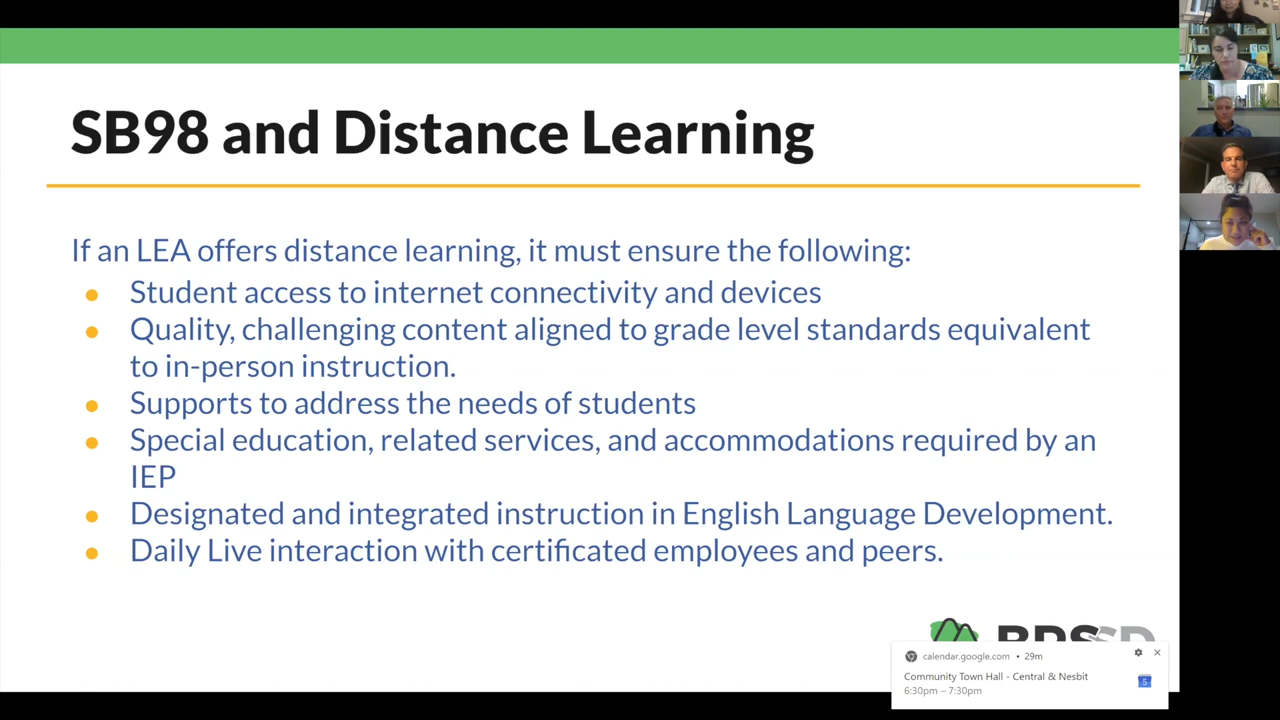 SB98 and Distance Learning
If an LEA offers distance learning, it must ensure the following:
● Student access to internet connectivity and devices
● Quality, challenging content aligned to grade level standards equivalent
to in-person instruction.
● Supports to address the needs of students
● Special education, related services, and accommodations required by an
IEP
● Designated and integrated instruction in English Language Development.
● Daily Live interaction with certificated employees and peers.
calendar.google.com • 29m
Community Town Hall - Central & Nesbit
6:30pm – 7:30pm
5